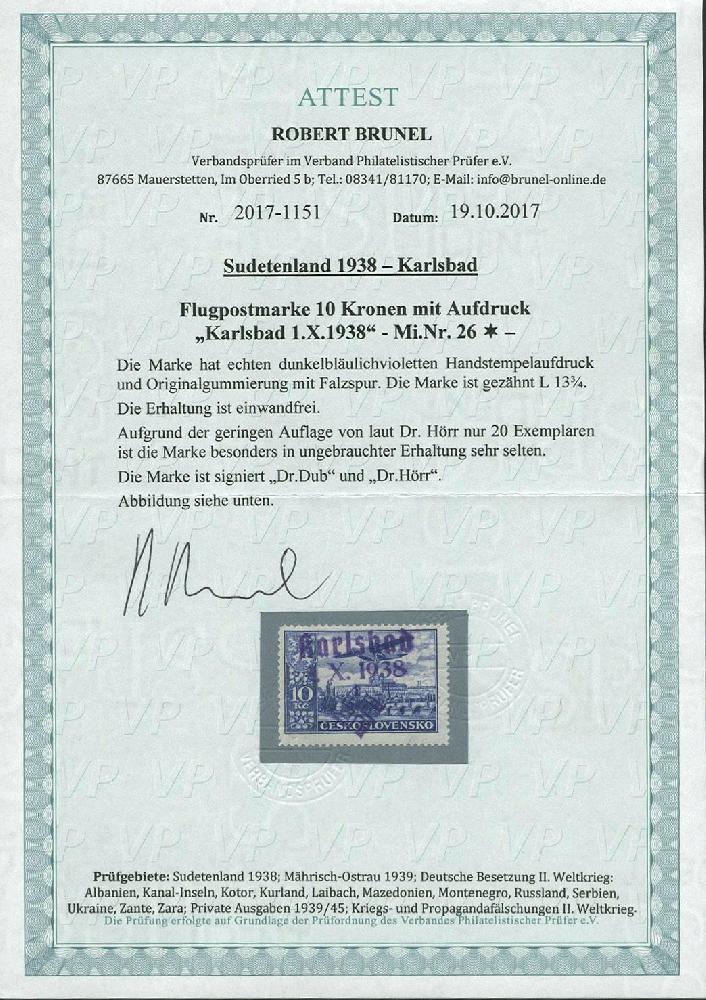 ATTEST
ROBERT BRUNEL
Verbandsprüfer im Verband Philatelistischer Prüfer e.V.
87665 Mauerstetten, Im Oberried 5 b; Tel.: 08341/81170; E-Mail: info@brunel-online.de
Nr. 2017-1151 Datum: 19.10.2017
Sudetenland 1938 – Karlsbad
Flugpostmarke 10 Kronen mit Aufdruck
„Karlsbad 1.X.1938“ - Mi.Nr. 26 ✶ –
Die Marke hat echten dunkelbläulichvioletten Handstempelaufdruck
und Originalgummierung mit Falzspur. Die Marke ist gezähnt L 13¾.
Die Erhaltung ist einwandfrei.
Aufgrund der geringen Auflage von laut Dr. Hörr nur 20 Exemplaren
ist die Marke besonders in ungebrauchter Erhaltung sehr selten.
Die Marke ist signiert „Dr.Dub“ und „Dr.Hörr“.
Abbildung siehe unten.
Karlsbad
X. 1938
10
Kč
ČESKOSLOVENSKO
BRUNEL
PRÜFER
VERBANDSPRÜFER
Prüfgebiete: Sudetenland 1938; Mährisch-Ostrau 1939; Deutsche Besetzung II. Weltkrieg:
Albanien, Kanal-Inseln, Kotor, Kurland, Laibach, Mazedonien, Montenegro, Russland, Serbien,
Ukraine, Zante, Zara; Private Ausgaben 1939/45; Kriegs- und Propagandafälschungen II. Weltkrieg.
Die Prüfung erfolgte auf Grundlage der Prüfordnung des Verbandes Philatelistischer Prüfer e.V.